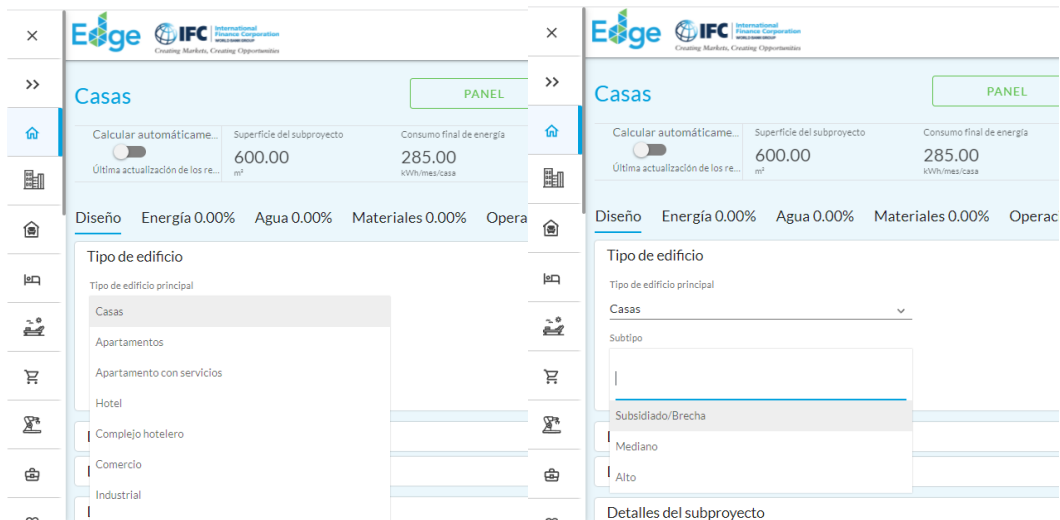 Edge
IFC
International
Finance Corporation
WORLD BANK GROUP
Creating Markets, Creating Opportunities
Casas
PANEL
Calcular automáticame...
Superficie del subproyecto
Consumo final de energía
600.00
285.00
Última actualización de los re...
m²
kWh/mes/casa
Diseño
Energía 0.00%
Agua 0.00%
Materiales 0.00%
Opera
Tipo de edificio
Tipo de edificio principal
Casas
Apartamentos
Apartamento con servicios
Hotel
Complejo hotelero
Comercio
Industrial
Edge
IFC
International
Finance Corporation
WORLD BANK GROUP
Creating Markets, Creating Opportunities
Casas
PANEL
Calcular automáticame...
Superficie del subproyecto
Consumo final de energía
600.00
285.00
Última actualización de los re...
m²
kWh/mes/casa
Diseño
Energía 0.00%
Agua 0.00%
Materiales 0.00%
Operac
Tipo de edificio
Tipo de edificio principal
Casas
Subtipo
Subsidiado/Brecha
Mediano
Alto
Detalles del subproyecto